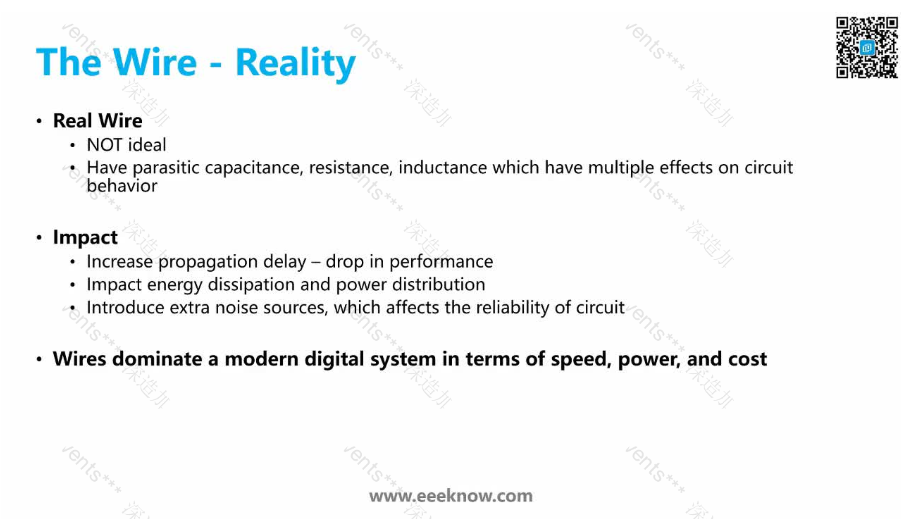 The Wire - Reality
• Real Wire
• NOT ideal
• Have parasitic capacitance, resistance, inductance which have multiple effects on circuit
behavior
• Impact
• Increase propagation delay – drop in performance
• Impact energy dissipation and power distribution
• Introduce extra noise sources, which affects the reliability of circuit
• Wires dominate a modern digital system in terms of speed, power, and cost
www.eeeknow.com